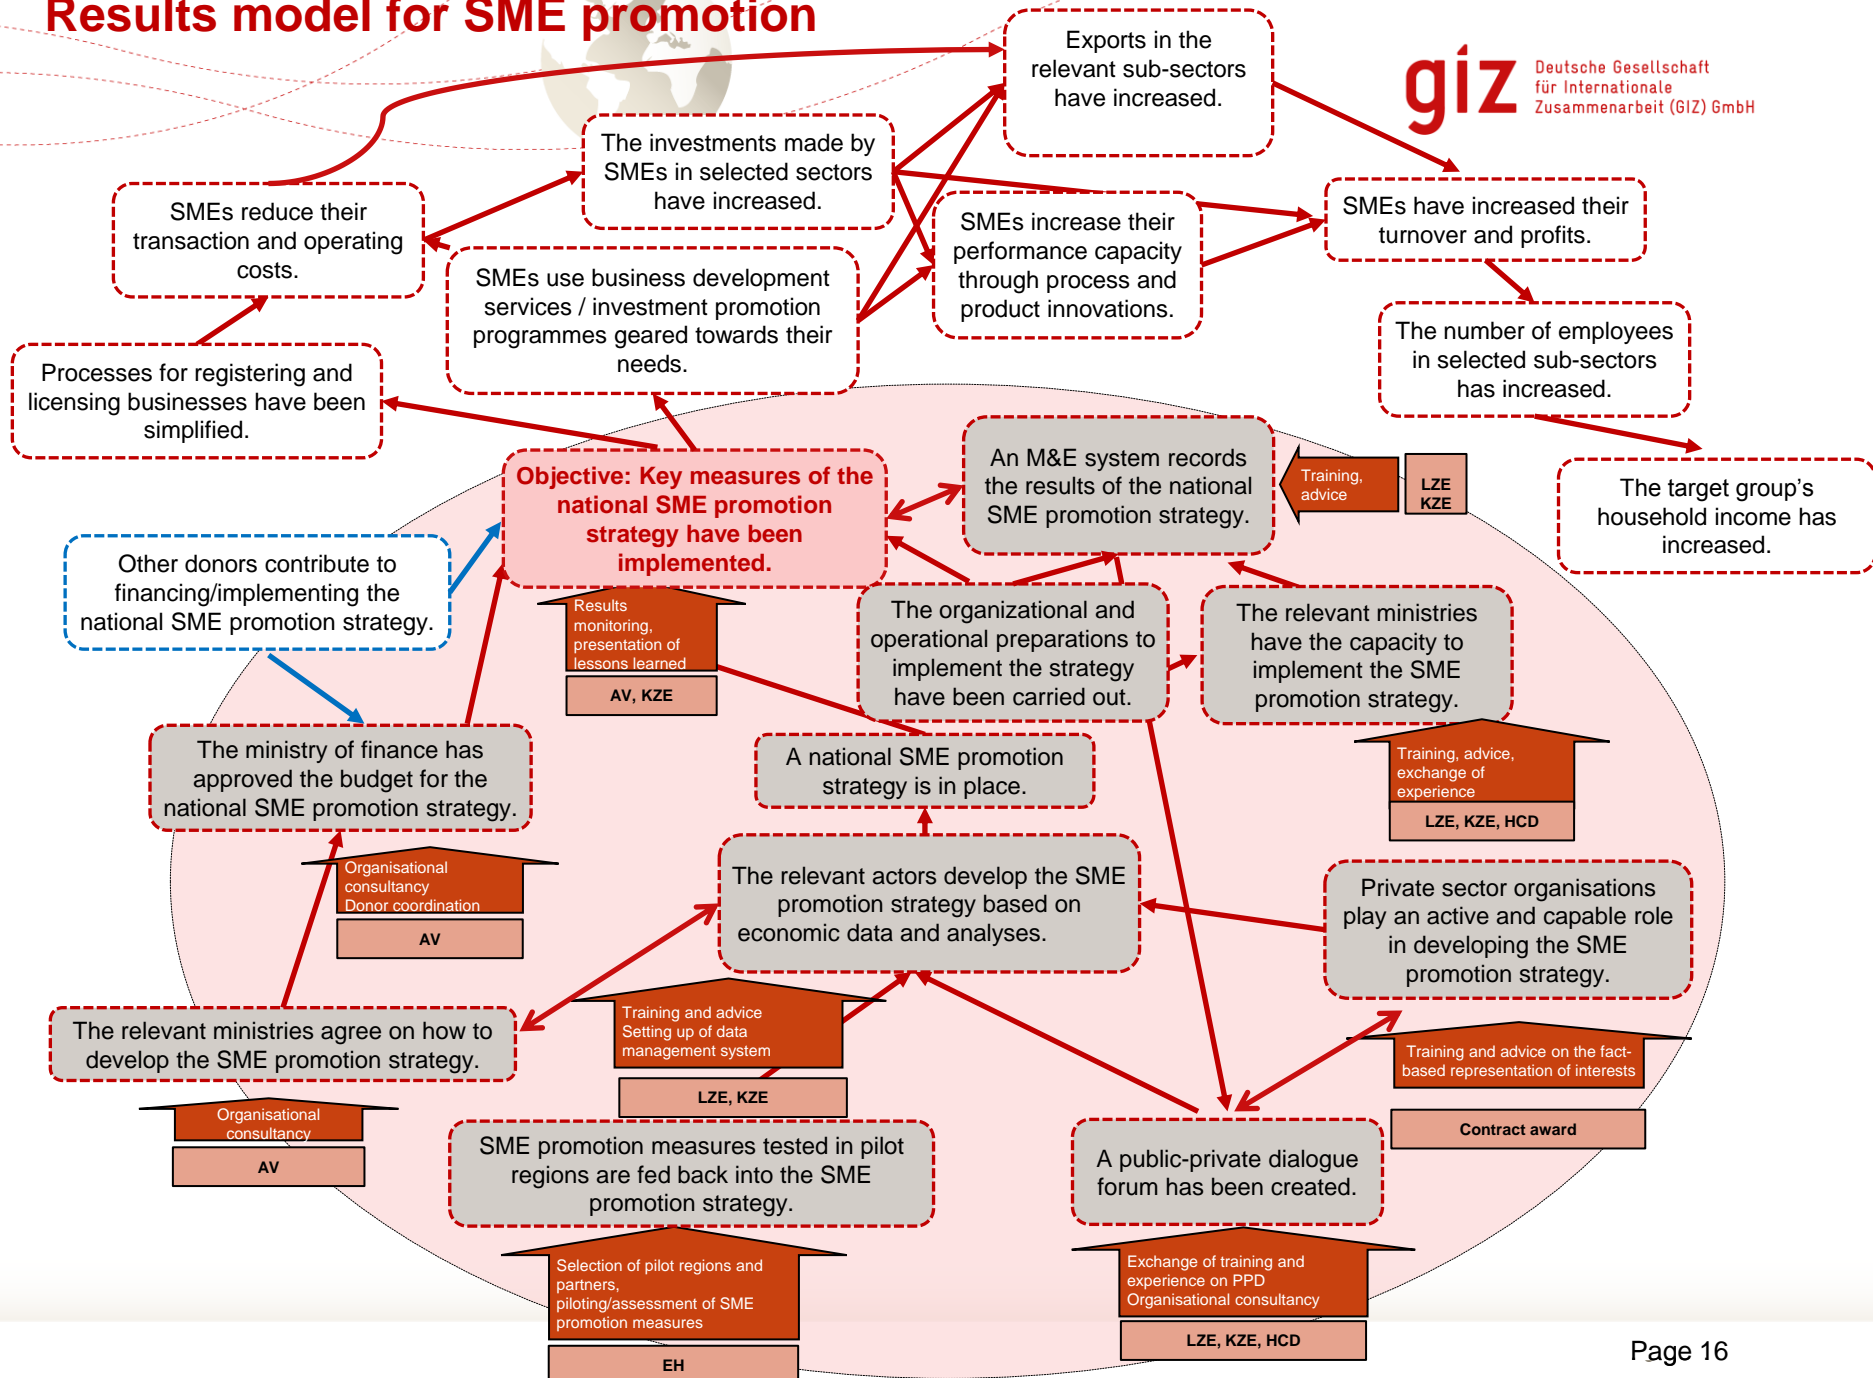 Results model for SME promotion
giz
Deutsche Gesellschaft
für Internationale
Zusammenarbeit (GIZ) GmbH
Exports in the
relevant sub-sectors
have increased.
The investments made by
SMEs in selected sectors
have increased.
SMEs reduce their
transaction and operating
costs.
SMEs increase their
performance capacity
through process and
product innovations.
SMEs have increased their
turnover and profits.
SMEs use business development
services / investment promotion
programmes geared towards their
needs.
The number of employees
in selected sub-sectors
has increased.
Processes for registering and
licensing businesses have been
simplified.
The target group's
household income has
increased.
Objective: Key measures of the
national SME promotion
strategy have been
implemented.
An M&E system records
the results of the national
SME promotion strategy.
Training,
advice
LZE
KZE
Other donors contribute to
financing/implementing the
national SME promotion strategy.
Results
monitoring,
presentation of
lessons learned
AV, KZE
The organizational and
operational preparations to
implement the strategy
have been carried out.
The relevant ministries
have the capacity to
implement the SME
promotion strategy.
The ministry of finance has
approved the budget for the
national SME promotion strategy.
A national SME promotion
strategy is in place.
Training, advice,
exchange of
experience
LZE, KZE, HCD
Organisational
consultancy
Donor coordination
AV
The relevant actors develop the SME
promotion strategy based on
economic data and analyses.
Private sector organisations
play an active and capable role
in developing the SME
promotion strategy.
The relevant ministries agree on how to
develop the SME promotion strategy.
Training and advice
Setting up of data
management system
LZE, KZE
Training and advice on the fact-
based representation of interests
Contract award
Organisational
consultancy
AV
SME promotion measures tested in pilot
regions are fed back into the SME
promotion strategy.
A public-private dialogue
forum has been created.
Selection of pilot regions and
partners,
piloting/assessment of SME
promotion measures
EH
Exchange of training and
experience on PPD
Organisational consultancy
LZE, KZE, HCD
Page 16